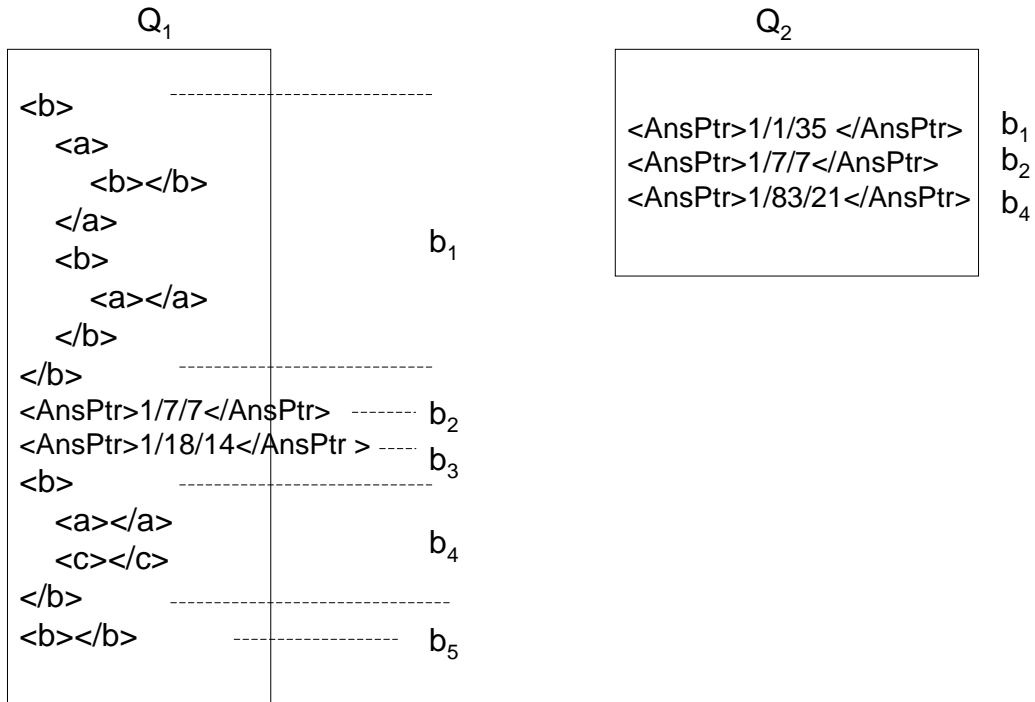 Q1
<b>
<a>
<b></b>
</a>
<b>
<a></a>
</b>
</b>
<AnsPtr>1/7/7</AnsPtr>
<AnsPtr>1/18/14</AnsPtr >
<b>
<a></a>
<c></c>
</b>
<b></b>
b1
b2
b3
b4
b5
Q2
<AnsPtr>1/1/35 </AnsPtr> b1
<AnsPtr>1/7/7</AnsPtr> b2
<AnsPtr>1/83/21</AnsPtr> b4